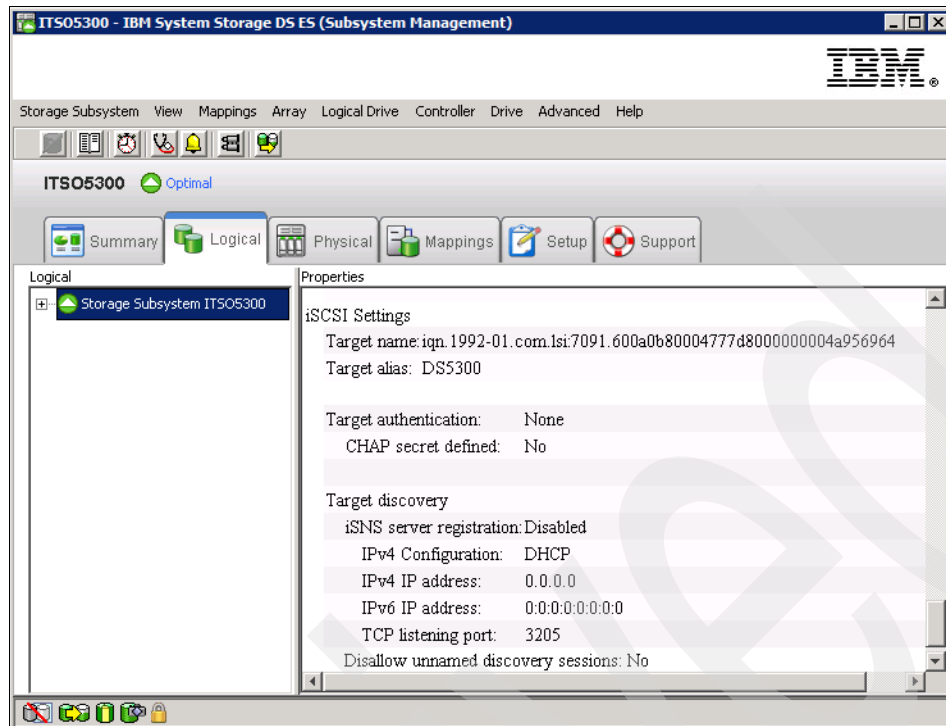 ITSO5300 - IBM System Storage DS ES (Subsystem Management)
IBM®
Storage Subsystem View Mappings Array Logical Drive Controller Drive Advanced Help
ITSO5300 Optimal
Summary Logical Physical Mappings Setup Support
Logical
Properties
Storage Subsystem ITSO5300
iSCSI Settings
Target name: iqn.1992-01.com.lsi:7091.600a0b80004777d8000000004a956964
Target alias: DS5300
Target authentication: None
CHAP secret defined: No
Target discovery
iSNS server registration: Disabled
IPv4 Configuration: DHCP
IPv4 IP address: 0.0.0.0
IPv6 IP address: 0:0:0:0:0:0:0:0
TCP listening port: 3205
Disallow unnamed discovery sessions: No